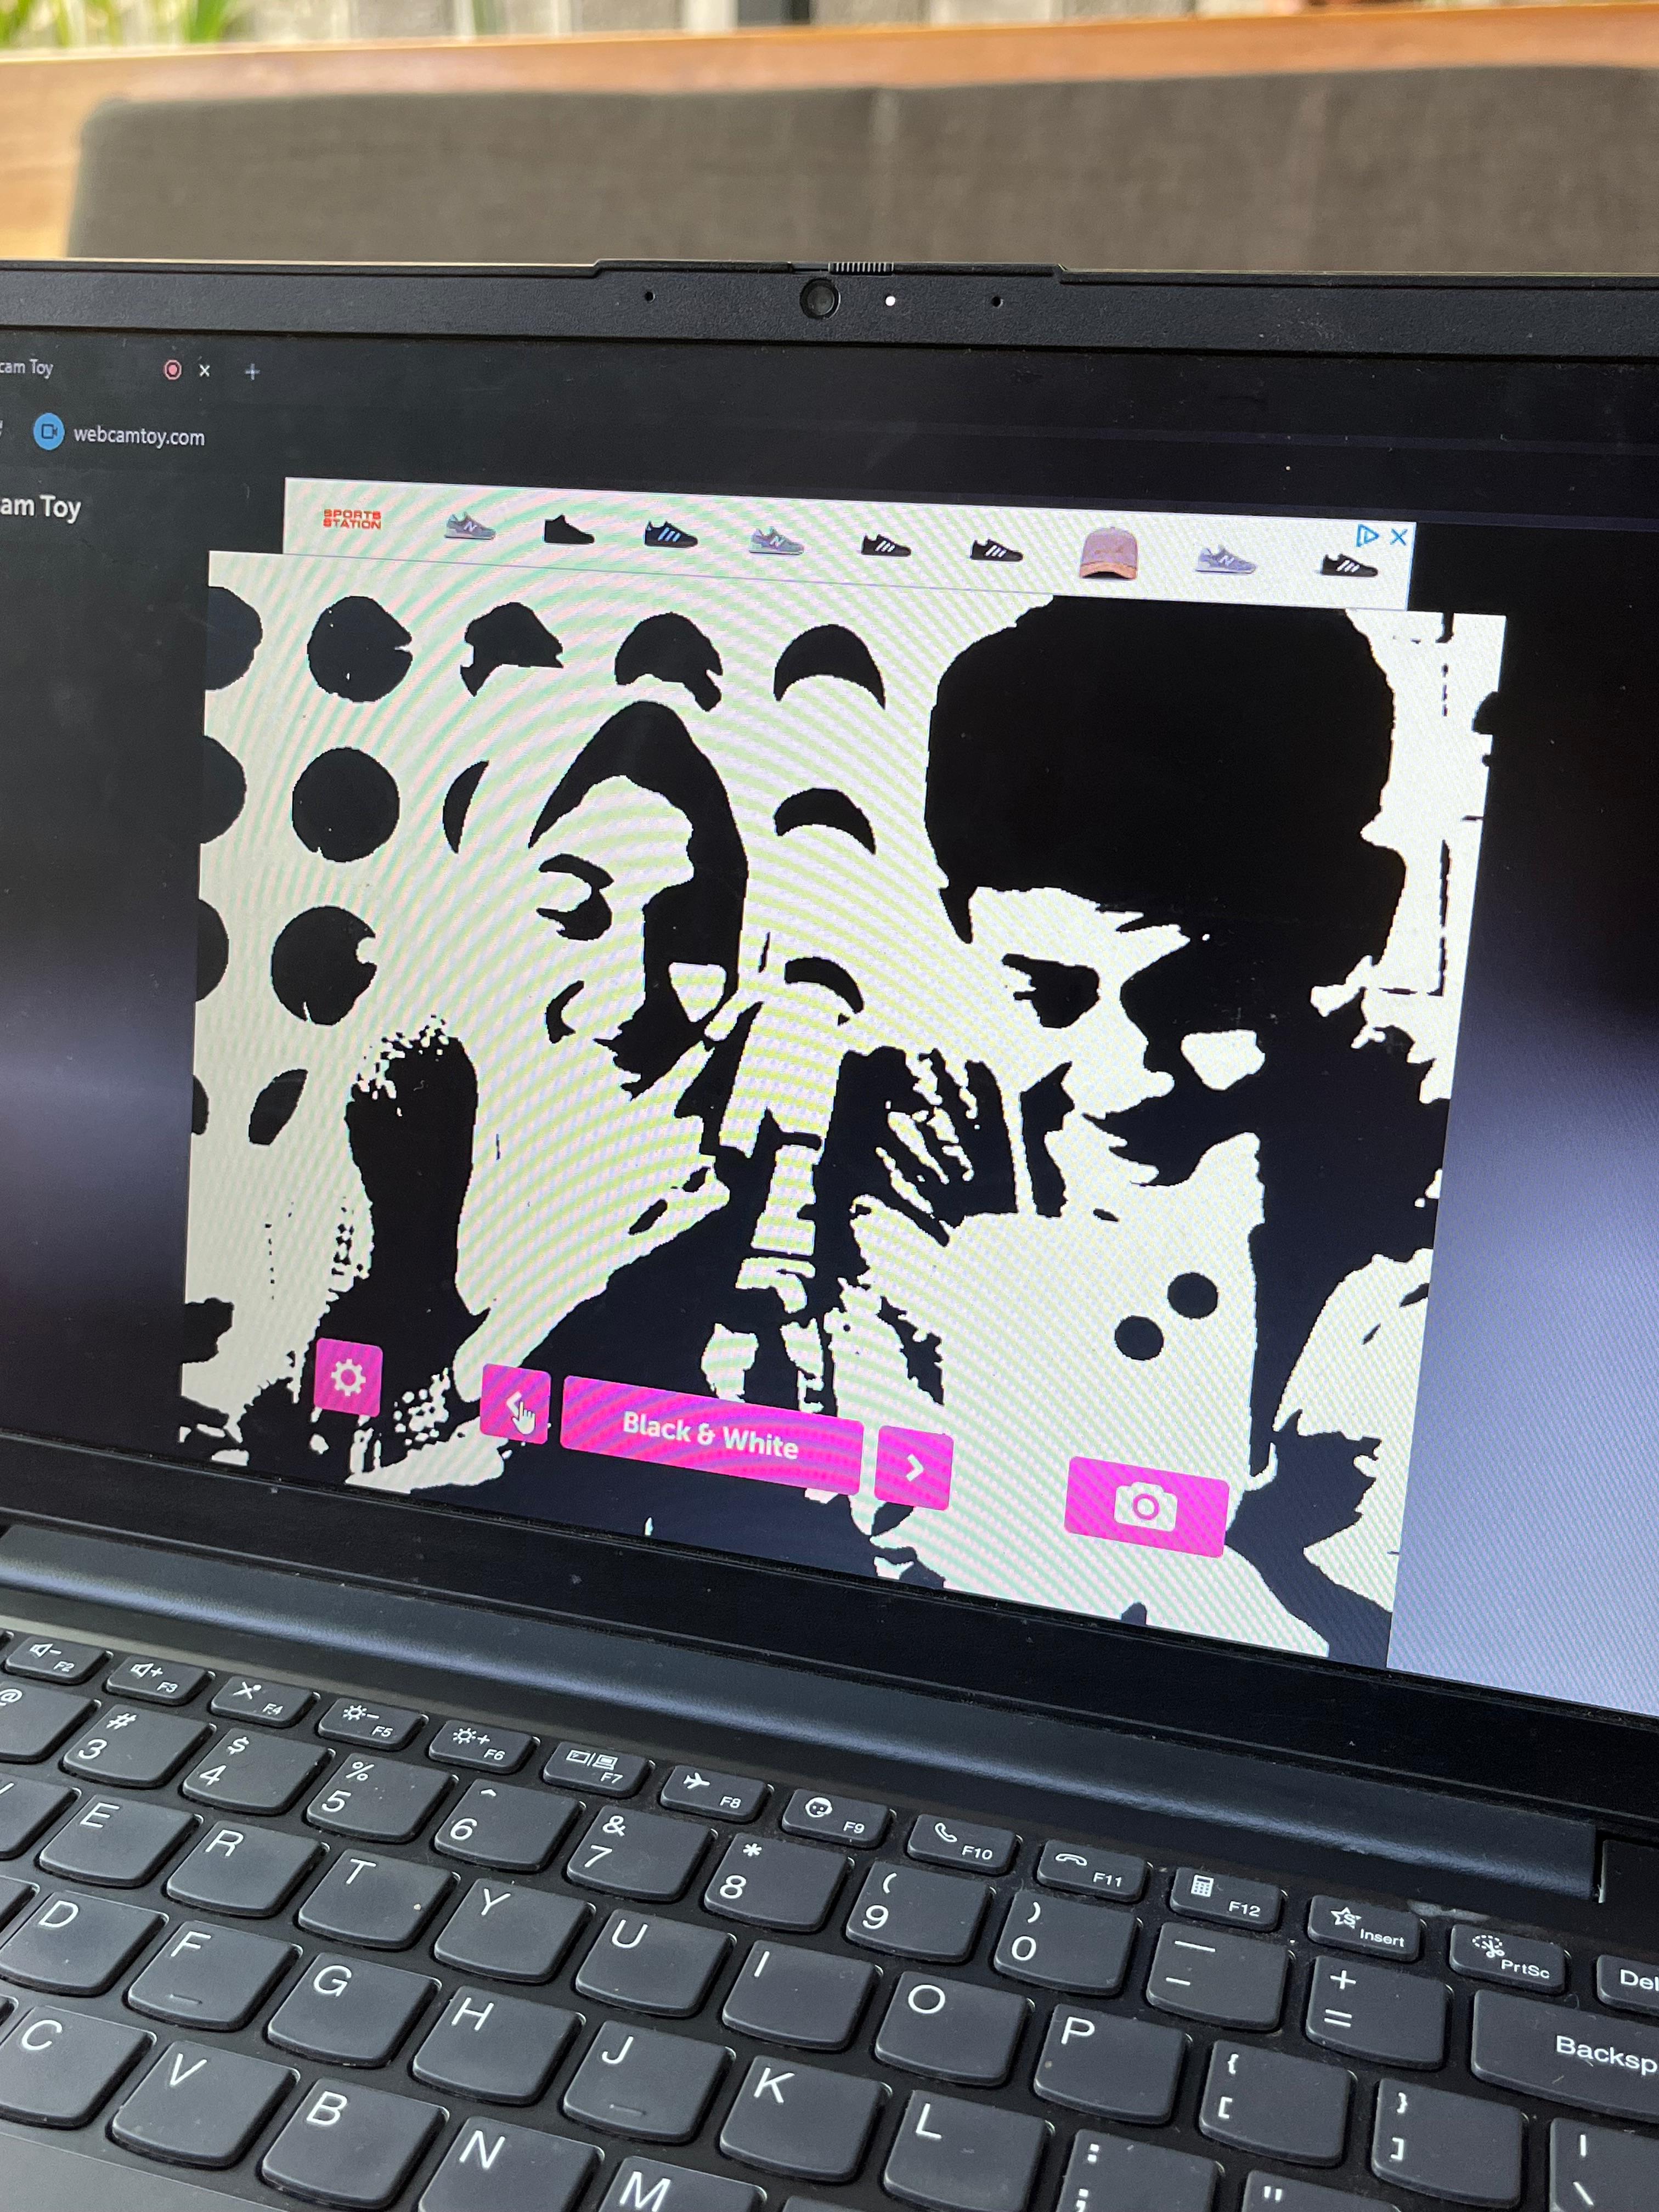 cam Toy
webcamtoy.com
am Toy
SPORTS
STATION
Black & White
F2
F3
F4
F5
F6
F7
F8
F9
F10
F11
F12
Insert
PrtSc
Del
@
# 3
$ 4
% 5
^ 6
& 7
* 8
( 9
) 0
— -
+ =
Backsp
E R T Y U I O P { [ } ] | \
D F G H J K L : ; " '
C V B N M